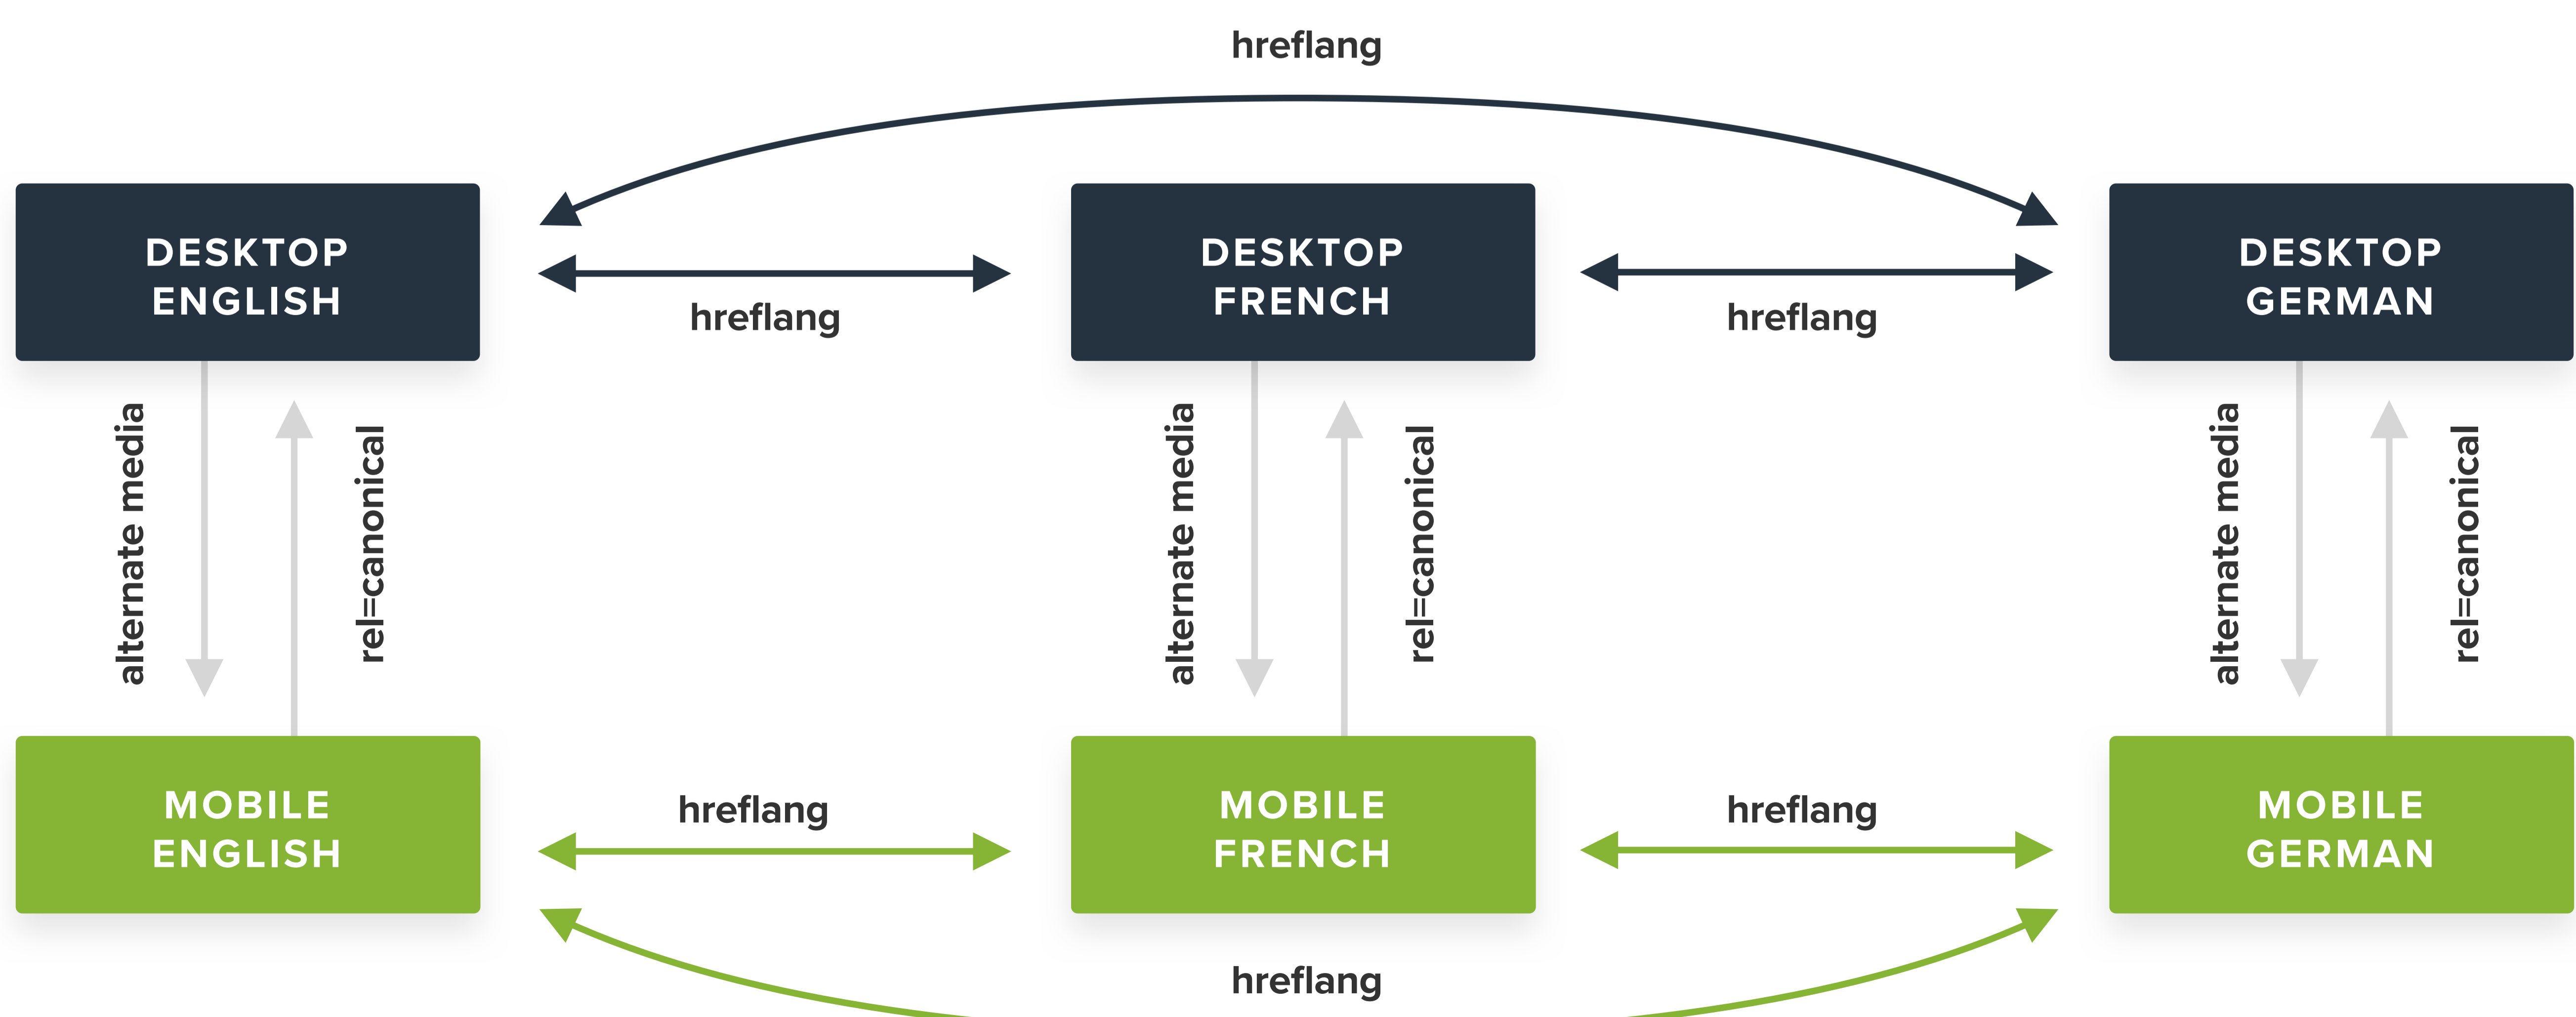 hreflang
DESKTOP
ENGLISH
hreflang
DESKTOP
FRENCH
hreflang
DESKTOP
GERMAN
alternate media
rel=canonical
alternate media
rel=canonical
alternate media
rel=canonical
MOBILE
ENGLISH
hreflang
MOBILE
FRENCH
hreflang
MOBILE
GERMAN
hreflang